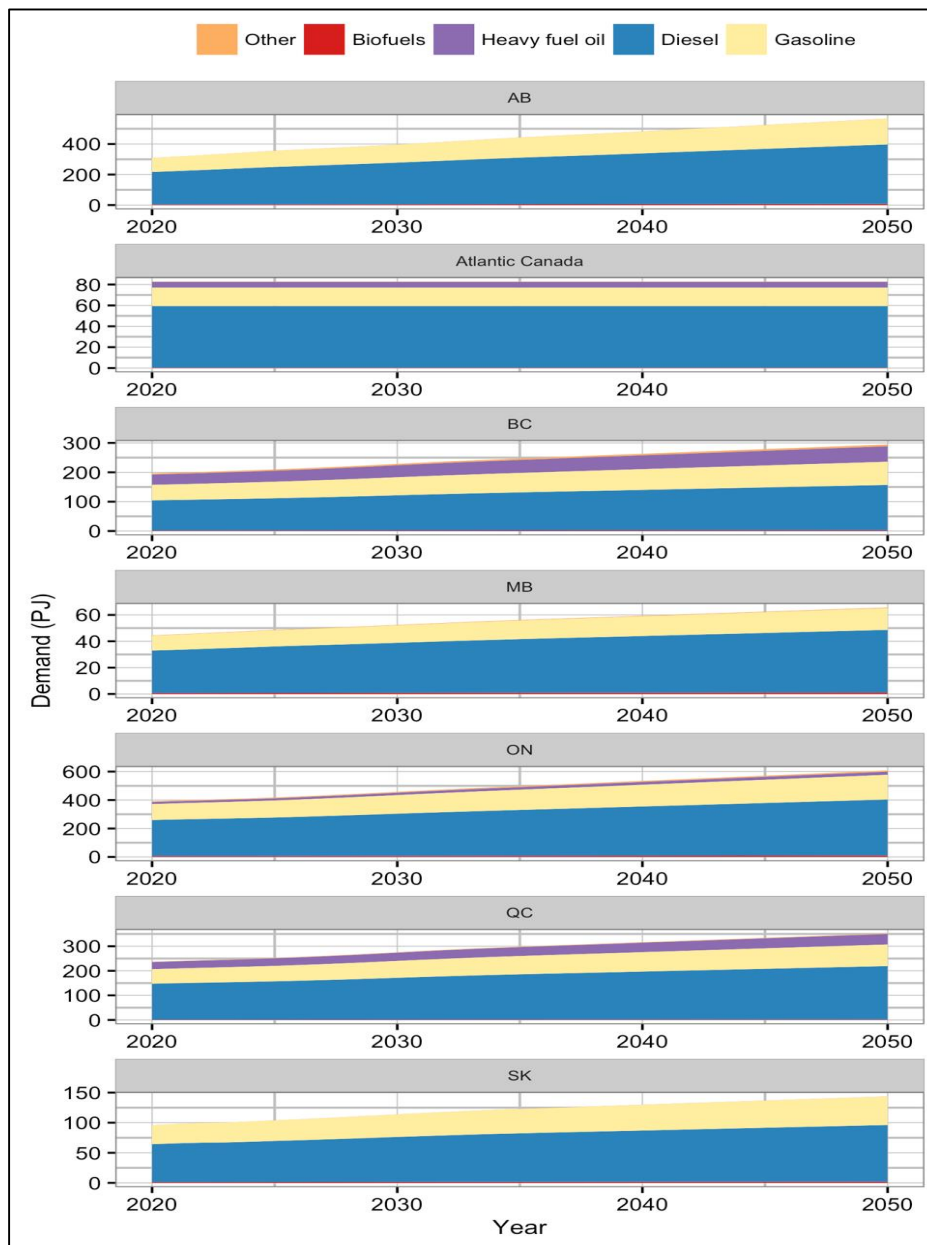 Other Biofuels Heavy fuel oil Diesel Gasoline
AB
400
200
0
2020 2030 2040 2050
Atlantic Canada
80
60
40
20
0
2020 2030 2040 2050
BC
300
200
100
0
2020 2030 2040 2050
MB
60
40
20
0
2020 2030 2040 2050
ON
600
400
200
0
2020 2030 2040 2050
QC
300
200
100
0
2020 2030 2040 2050
SK
150
100
50
0
2020 2030 2040 2050
Year
Demand (PJ)